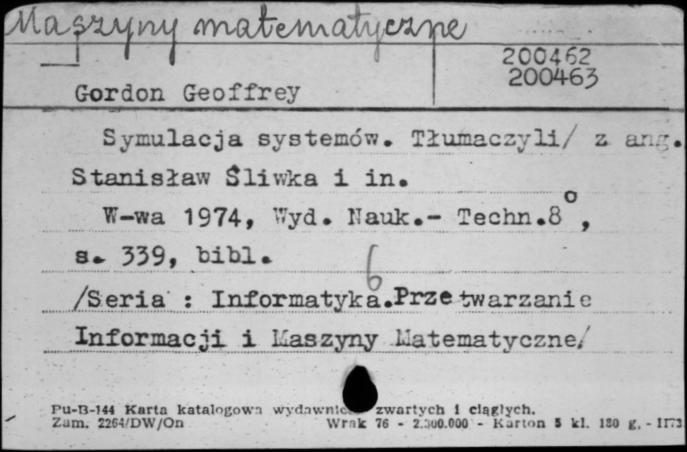 Maszyny matematyczne
200462
200463
Gordon Geoffrey
Symulacja systemów. Tłumaczyli/ z ang.
Stanisław Śliwka i in.
W-wa 1974, Wyd. Nauk.- Techn.8°,
s. 339, bibl.
6
/Seria : Informatyka.Przetwarzanie
Informacji i Maszyny Matematyczne/
Pu-B-144 Karta katalogowa wydawnictw zwartych i ciągłych.
Zam. 2264/DW/On Wrak 76 - 2.300.000 - Karton 5 kl. 180 g. -